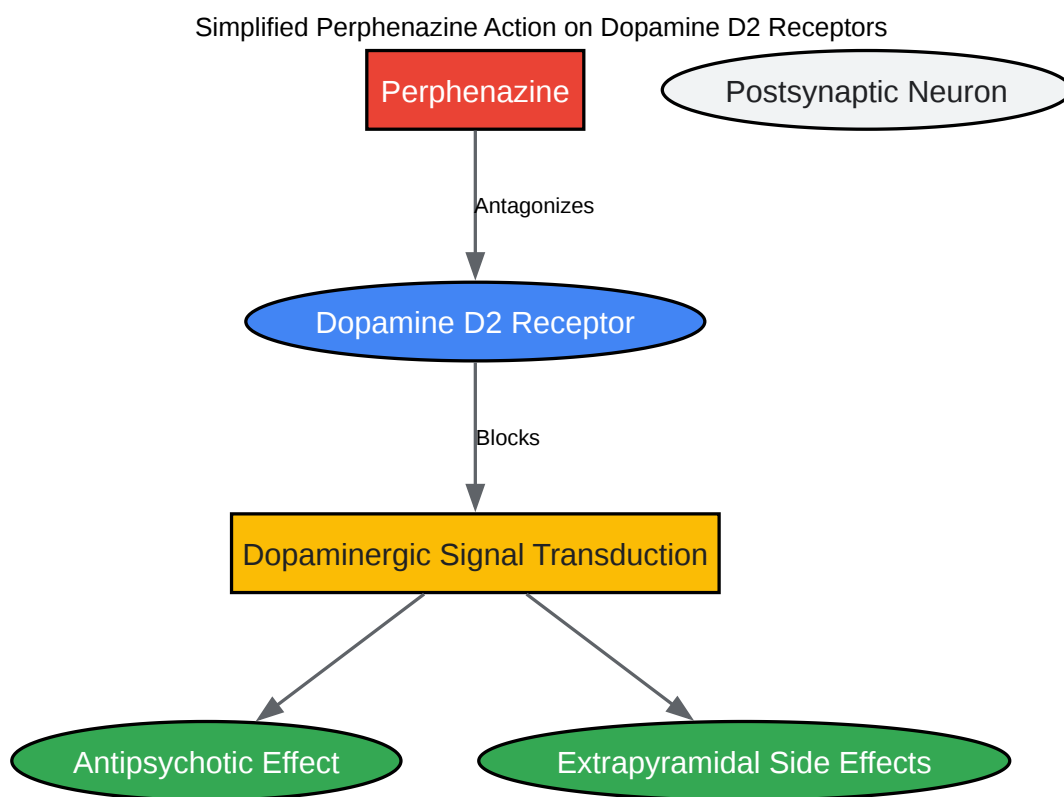 Simplified Perphenazine Action on Dopamine D2 Receptors
Perphenazine
Postsynaptic Neuron
Antagonizes
Dopamine D2 Receptor
Blocks
Dopaminergic Signal Transduction
Antipsychotic Effect
Extrapyramidal Side Effects